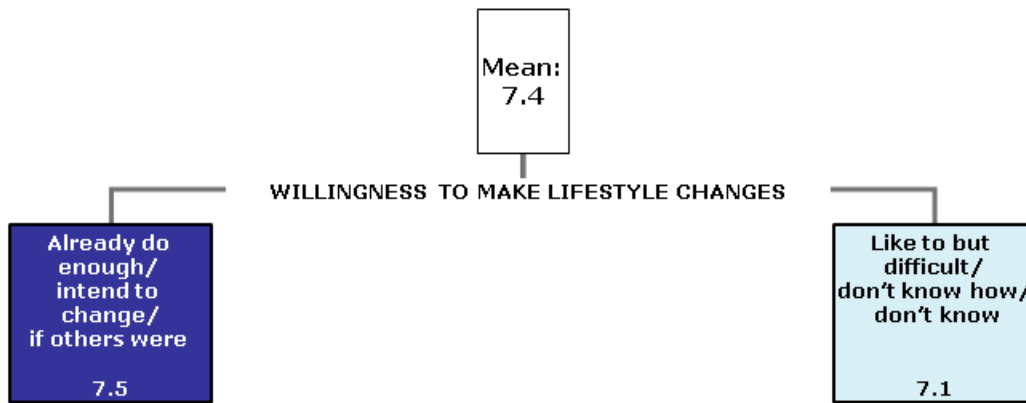 Mean:
7.4
WILLINGNESS TO MAKE LIFESTYLE CHANGES
Already do
enough/
intend to
change/
if others were
7.5
Like to but
difficult/
don't know how/
don't know
7.1